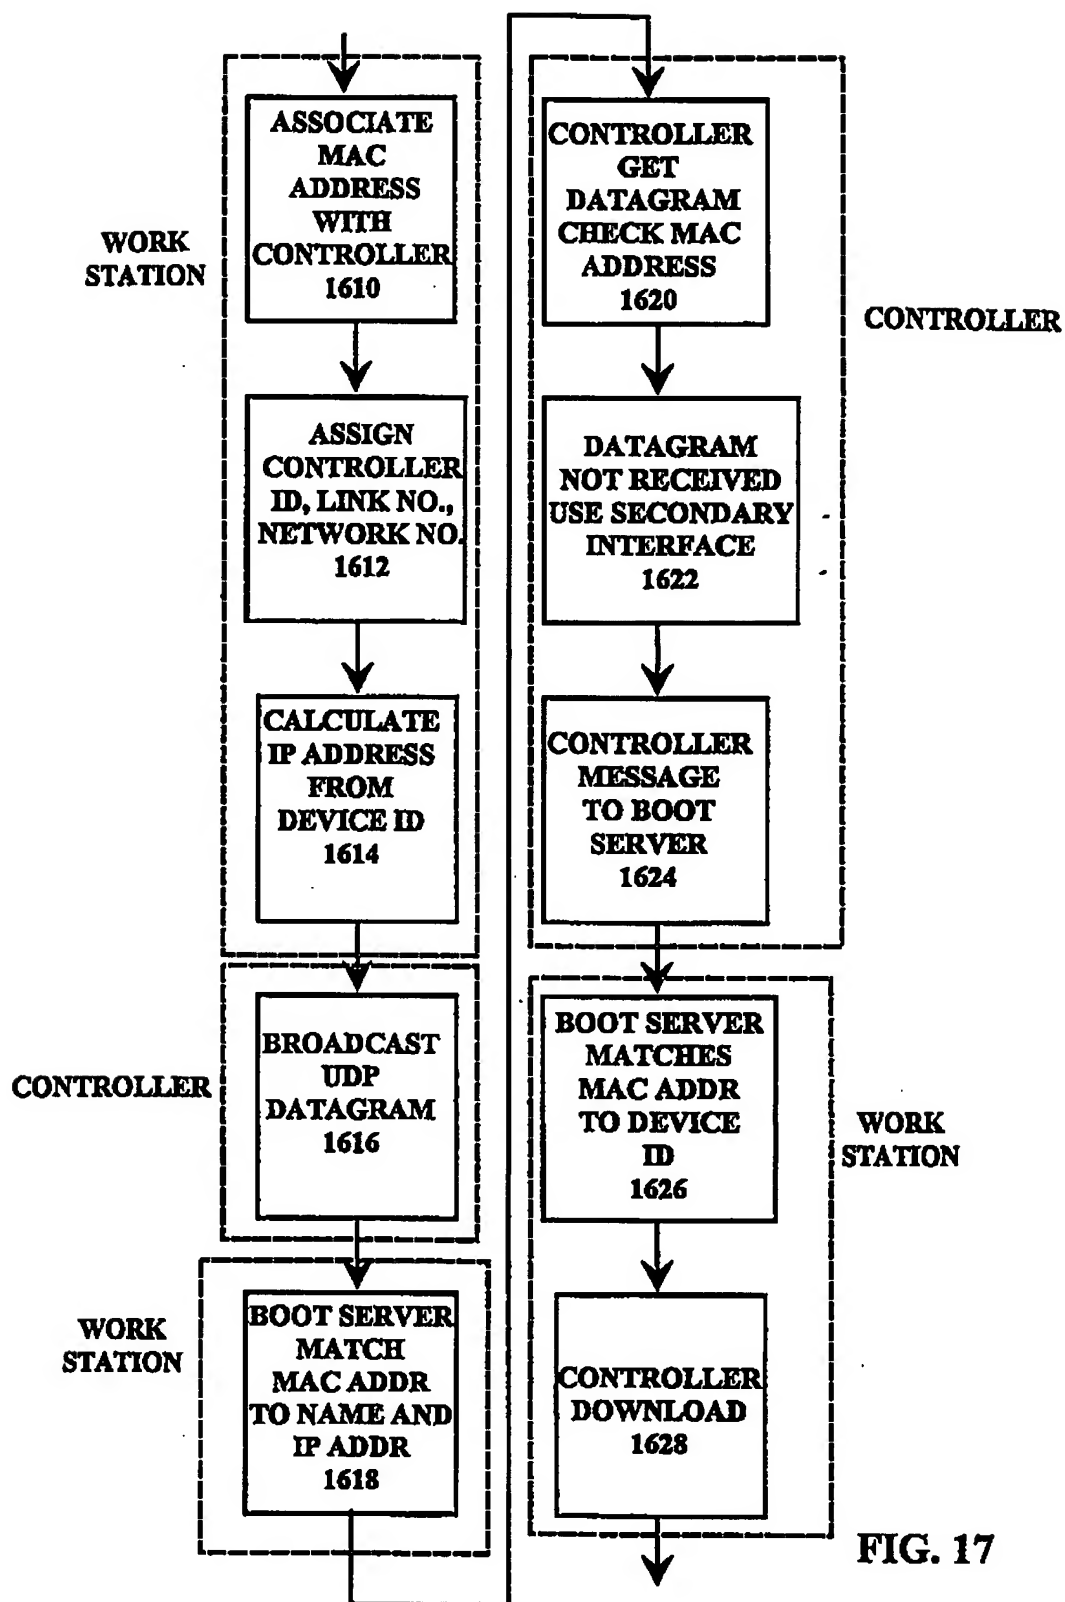 WORK
STATION
ASSOCIATE
MAC
ADDRESS
WITH
CONTROLLER
1610
ASSIGN
CONTROLLER
ID, LINK NO.,
NETWORK NO.
1612
CALCULATE
IP ADDRESS
FROM
DEVICE ID
1614
CONTROLLER
BROADCAST
UDP
DATAGRAM
1616
WORK
STATION
BOOT SERVER
MATCH
MAC ADDR
TO NAME AND
IP ADDR
1618
CONTROLLER
GET
DATAGRAM
CHECK MAC
ADDRESS
1620
CONTROLLER
DATAGRAM
NOT RECEIVED
USE SECONDARY
INTERFACE
1622
CONTROLLER
MESSAGE
TO BOOT
SERVER
1624
BOOT SERVER
MATCHES
MAC ADDR
TO DEVICE
ID
1626
WORK
STATION
CONTROLLER
DOWNLOAD
1628
FIG. 17